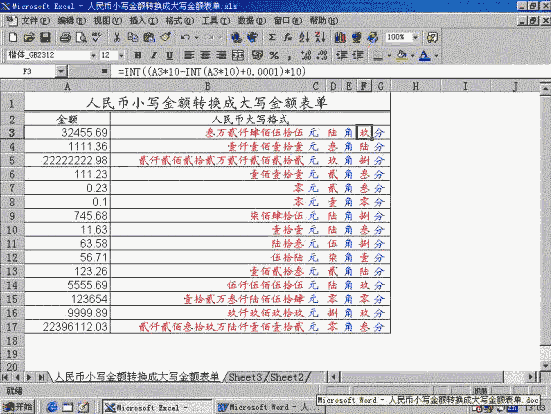 Microsoft Excel - 人民币小写金额转换成大写金额表单.xls
文件(F) 编辑(E) 视图(V) 插入(I) 格式(O) 工具(T) 数据(D) 窗口(W) 帮助(H)
100%
楷体_GB2312 12
F3 =INT((A3*10-INT(A3*10)+0.0001)*10)
A B C D E F G H I J
1 人民币小写金额转换成大写金额表单
2 金额 人民币大写格式
3 32455.69 叁万贰仟肆佰伍拾伍 元 陆 角 玖 分
4 1111.36 壹仟壹佰壹拾壹 元 叁 角 陆 分
5 22222222.98 贰仟贰佰贰拾贰万贰仟贰佰贰拾贰 元 玖 角 捌 分
6 111.23 壹佰壹拾壹 元 贰 角 叁 分
7 0.23 零 元 贰 角 叁 分
8 0.1 零 元 壹 角 零 分
9 745.68 柒佰肆拾伍 元 陆 角 捌 分
10 11.63 壹拾壹 元 陆 角 叁 分
11 63.58 陆拾叁 元 伍 角 捌 分
12 56.71 伍拾陆 元 柒 角 壹 分
13 123.26 壹佰贰拾叁 元 贰 角 陆 分
14 5555.69 伍仟伍佰伍拾伍 元 陆 角 玖 分
15 123654 壹拾贰万叁仟陆佰伍拾肆 元 零 角 零 分
16 9999.89 玖仟玖佰玖拾玖 元 捌 角 玖 分
17 22396112.03 贰仟贰佰叁拾玖万陆仟壹佰壹拾贰 元 零 角 叁 分
18
19
20
人民币小写金额转换成大写金额表单 Sheet3 Sheet2
就绪
Microsoft Word - 人民币小写金额转换成大写金额表单.doc
开始 Microsoft Excel - Microsoft Word - 人... 13:05